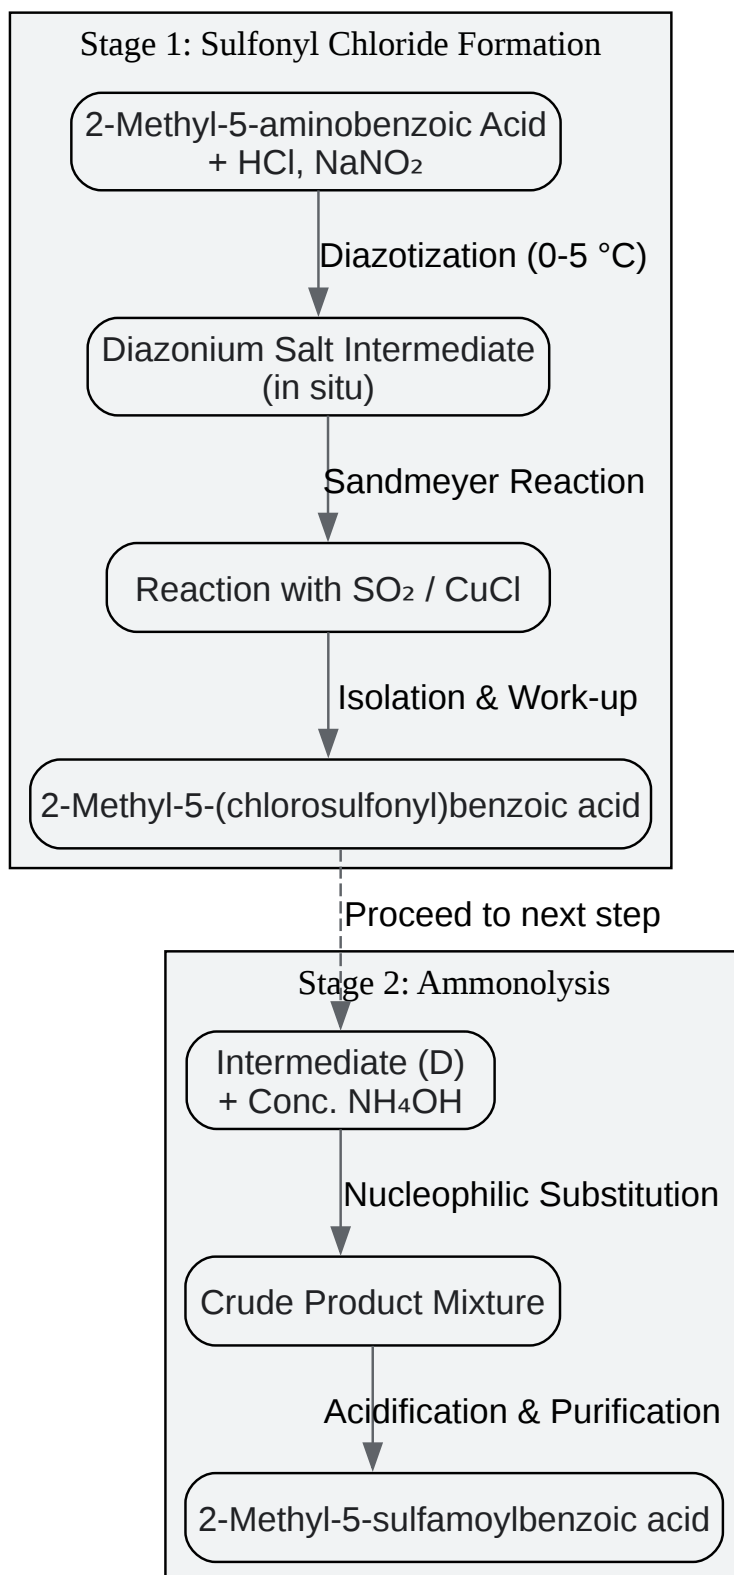 Stage 1: Sulfonyl Chloride Formation
2-Methyl-5-aminobenzoic Acid
+ HCl, NaNO₂
Diazotization (0-5 °C)
Diazonium Salt Intermediate
(in situ)
Sandmeyer Reaction
Reaction with SO₂ / CuCl
Isolation & Work-up
2-Methyl-5-(chlorosulfonyl)benzoic acid
Proceed to next step
Stage 2: Ammonolysis
Intermediate (D)
+ Conc. NH₄OH
Nucleophilic Substitution
Crude Product Mixture
Acidification & Purification
2-Methyl-5-sulfamoylbenzoic acid